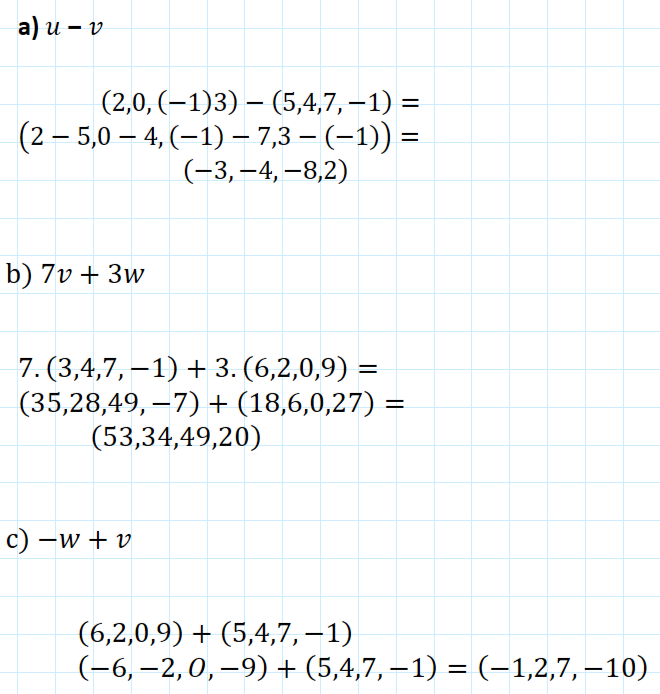 a) u − v
(2,0, (−1)3) − (5,4,7, −1) =
(2 − 5,0 − 4, (−1) − 7,3 − (−1)) =
(−3, −4, −8,2)
b) 7v + 3w
7. (3,4,7, −1) + 3. (6,2,0,9) =
(35,28,49, −7) + (18,6,0,27) =
(53,34,49,20)
c) −w + v
(6,2,0,9) + (5,4,7, −1)
(−6, −2, O, −9) + (5,4,7, −1) = (−1,2,7, −10)